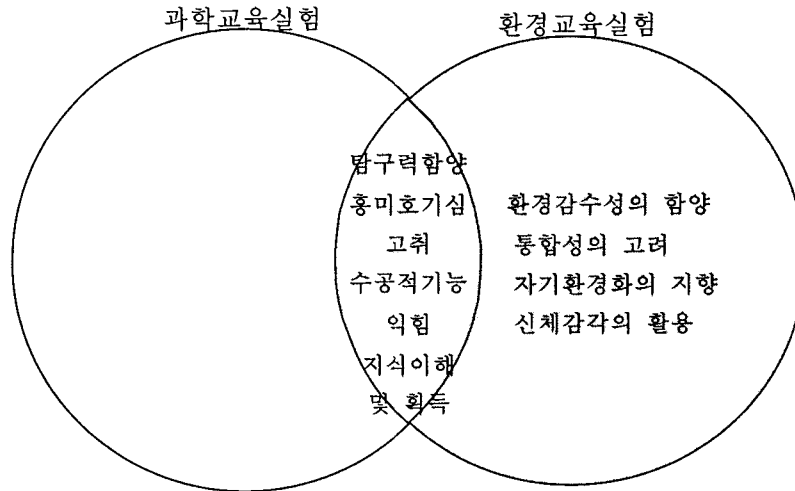 과학교육실험
환경교육실험
탐구력함양
흥미호기심
고취
수공적기능
익힘
지식이해
및 획득
환경감수성의 함양
통합성의 고려
자기환경화의 지향
신체감각의 활용